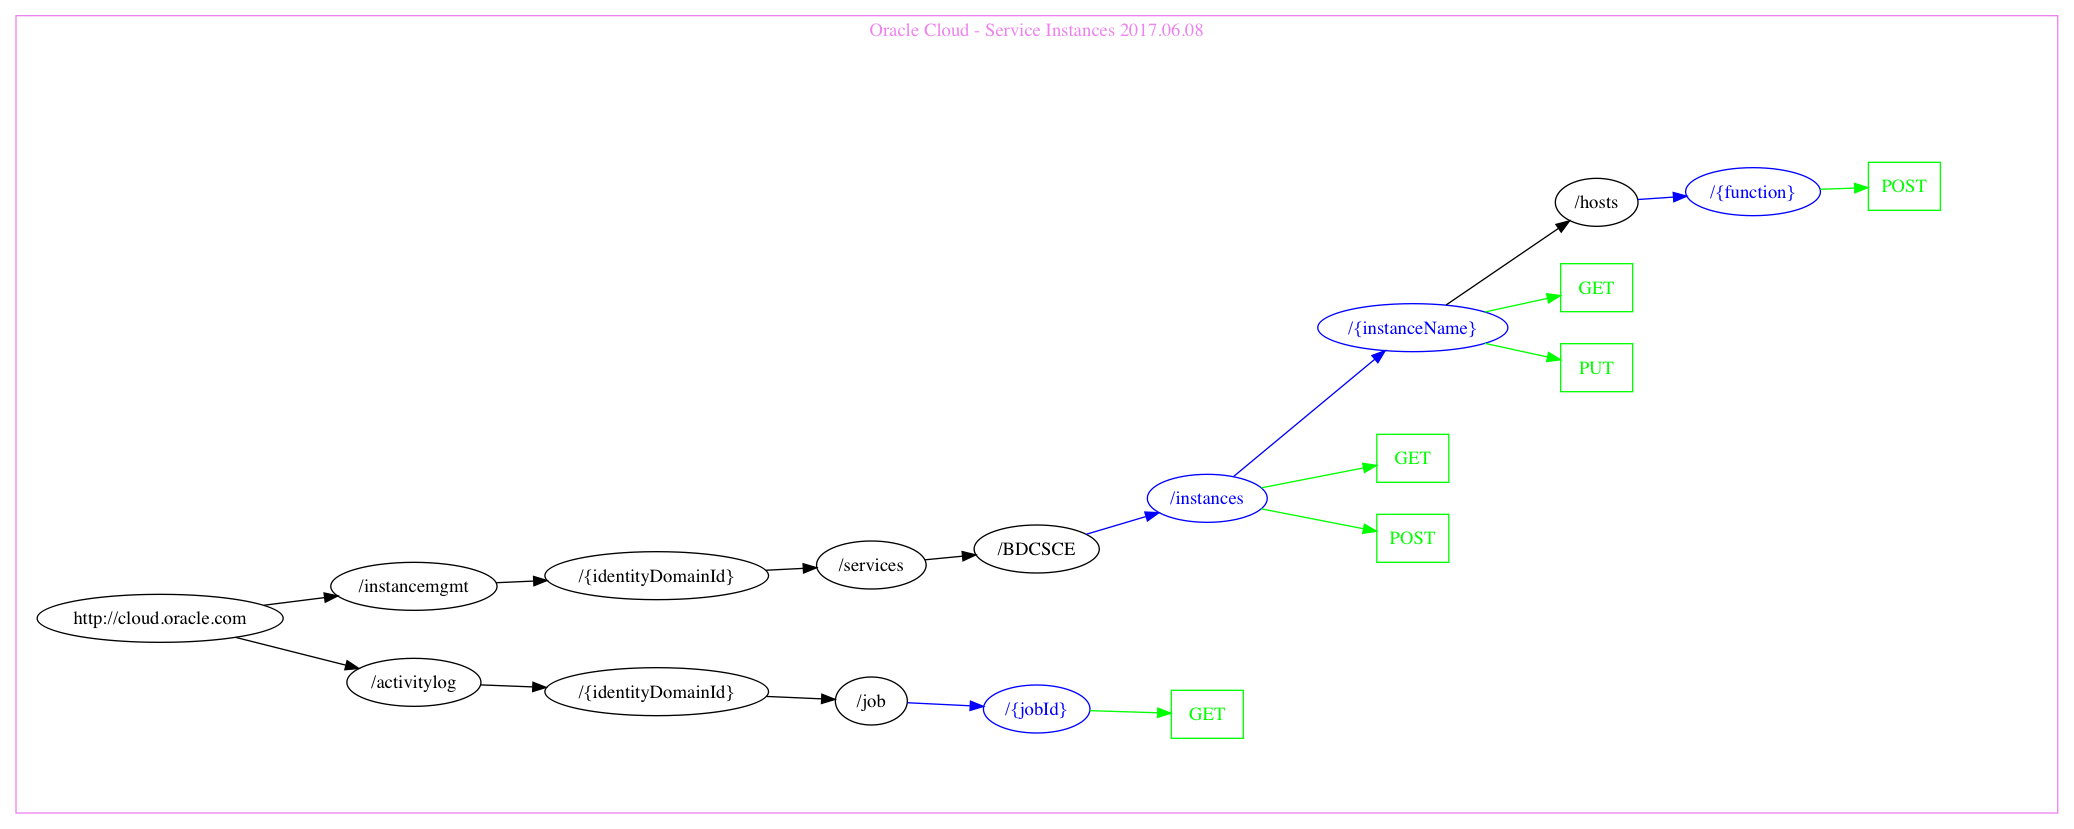 Oracle Cloud - Service Instances 2017.06.08
/hosts
/{function}
POST
GET
/{instanceName}
PUT
GET
/instances
POST
/BDCSCE
/services
/{identityDomainId}
/instancemgmt
http://cloud.oracle.com
/activitylog
/{identityDomainId}
/job
/{jobId}
GET